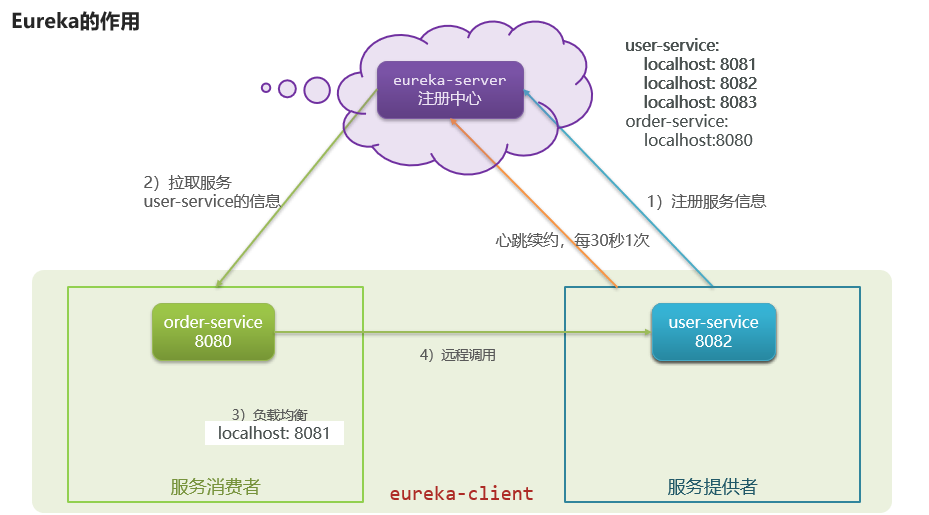 Eureka的作用
eureka-server
注册中心
user-service:
localhost: 8081
localhost: 8082
localhost: 8083
order-service:
localhost:8080
2）拉取服务
user-service的信息
1）注册服务信息
心跳续约，每30秒1次
order-service
8080
user-service
8082
4）远程调用
3）负载均衡
localhost: 8081
服务消费者
eureka-client
服务提供者